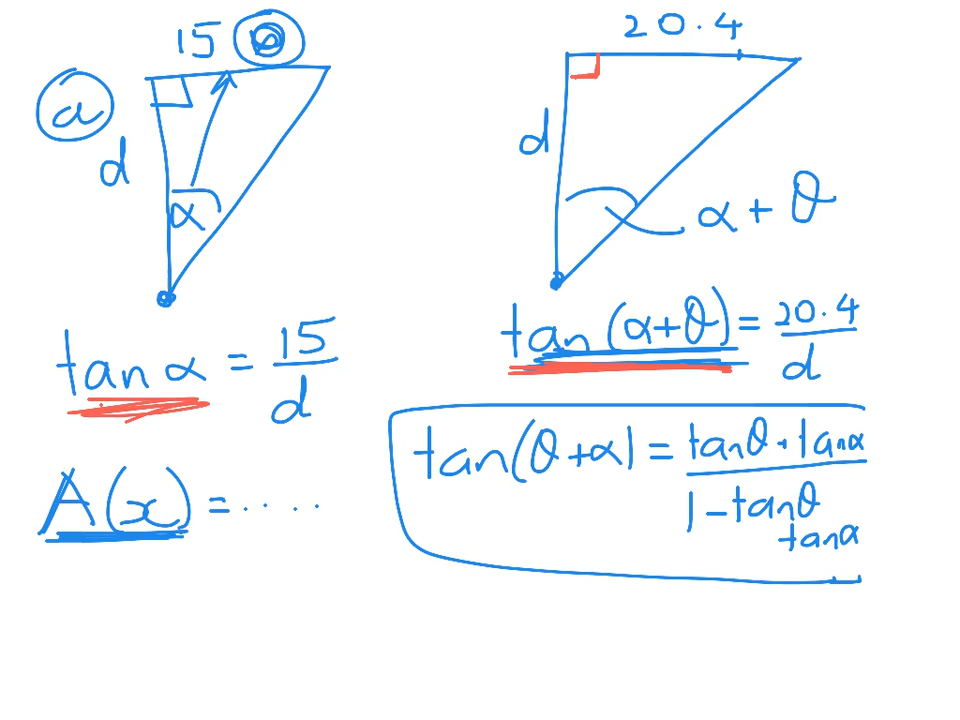 15
20.4
a
d
α
d
α + θ
tan α = 15/d
tan (α+θ) = 20.4/d
tan(θ+α) = tanθ + tanα / 1 - tanθ tanα
A(x) = .....